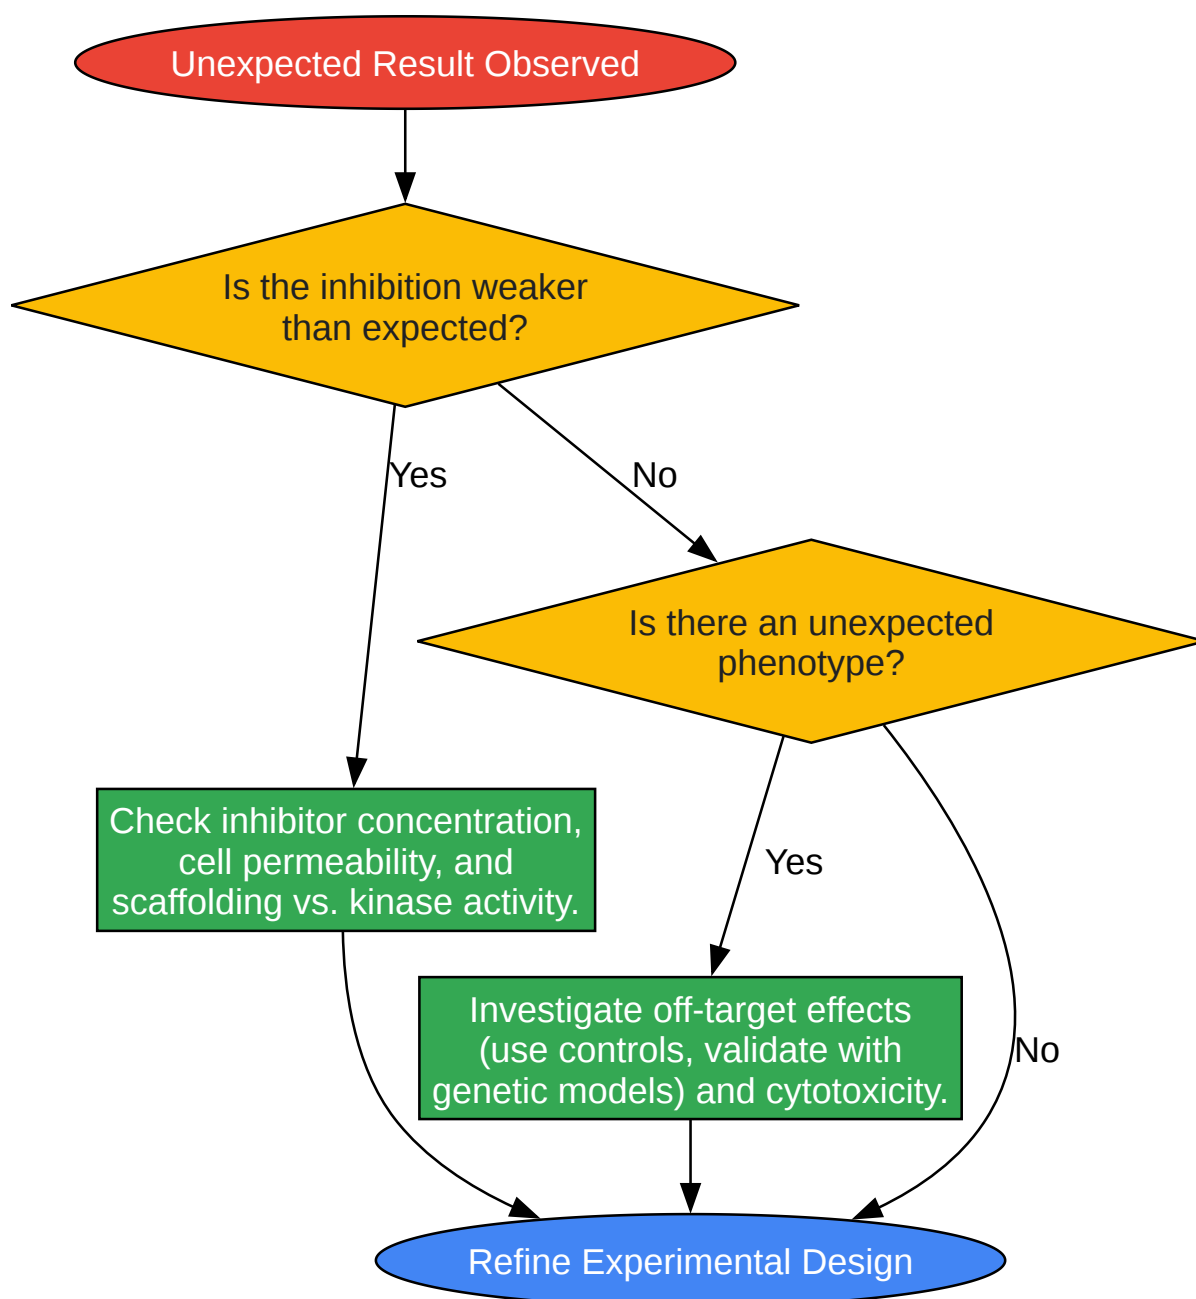 Unexpected Result Observed
Is the inhibition weaker
than expected?
Yes
No
Is there an unexpected
phenotype?
Check inhibitor concentration,
cell permeability, and
scaffolding vs. kinase activity.
Yes
Investigate off-target effects
(use controls, validate with
genetic models) and cytotoxicity.
No
Refine Experimental Design